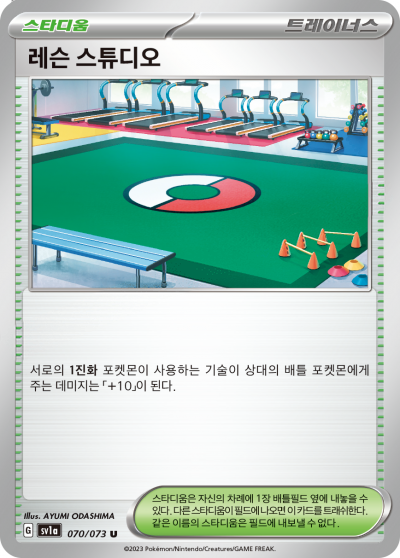 스타디움
트레이너스
레슨 스튜디오
서로의 1진화 포켓몬이 사용하는 기술이 상대의 배틀 포켓몬에게
주는 데미지는 「+10」이 된다.
Illus. AYUMI ODASHIMA
G sv1a 070/073 U
스타디움은 자신의 차례에 1장 배틀필드 옆에 내놓을 수
있다. 다른 스타디움이 필드에 나오면 이 카드를 트래쉬한다.
같은 이름의 스타디움은 필드에 내보낼 수 없다.
©2023 Pokémon/Nintendo/Creatures/GAME FREAK.